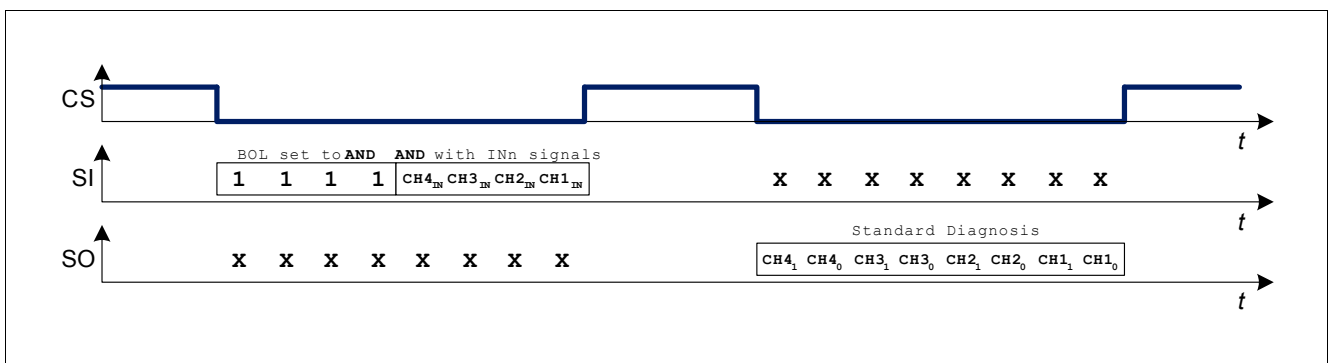 CS
t
BOL set to AND AND with INn signals
SI 1 1 1 1 CH4IN CH3IN CH2IN CH1IN X X X X X X X X
t
Standard Diagnosis
SO X X X X X X X X CH41 CH40 CH31 CH30 CH21 CH20 CH11 CH10
t